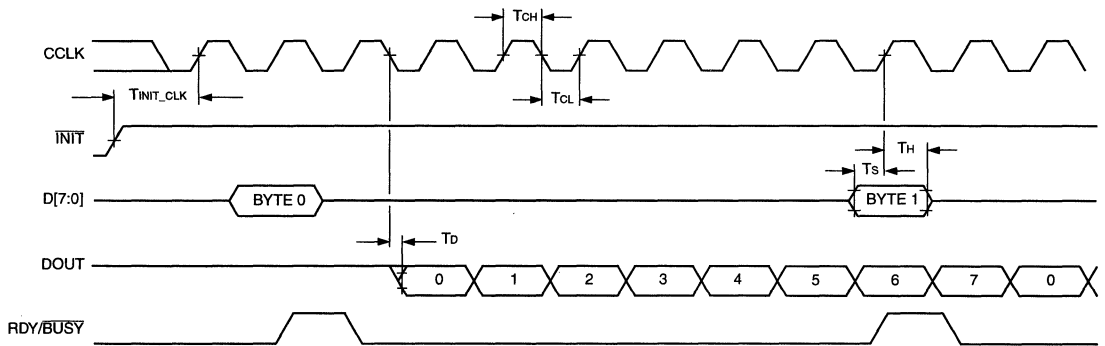 TCH
CCLK
TINIT_CLK
TCL
INIT
TH
TS
D[7:0]
BYTE 0
BYTE 1
TD
DOUT
0 1 2 3 4 5 6 7 0
RDY/BUSY